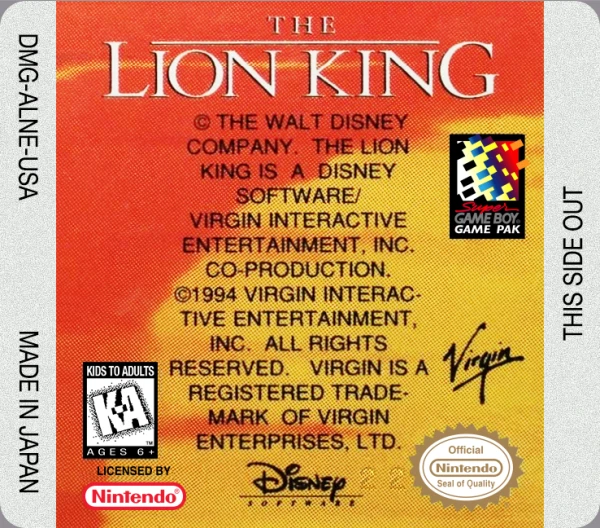 THE
LION KING
DMG-ALNE-USA
MADE IN JAPAN
© THE WALT DISNEY
COMPANY. THE LION
KING IS A DISNEY
SOFTWARE/
VIRGIN INTERACTIVE
ENTERTAINMENT, INC.
CO-PRODUCTION.
©1994 VIRGIN INTERAC-
TIVE ENTERTAINMENT,
INC. ALL RIGHTS
RESERVED. VIRGIN IS A
REGISTERED TRADE-
MARK OF VIRGIN
ENTERPRISES, LTD.
Super
GAME BOY
GAME PAK
THIS SIDE OUT
Virgin
KIDS TO ADULTS
K-A
TM
AGES 6+
LICENSED BY
Nintendo
DISNEY
SOFTWARE
22
Official
Nintendo
Seal of Quality